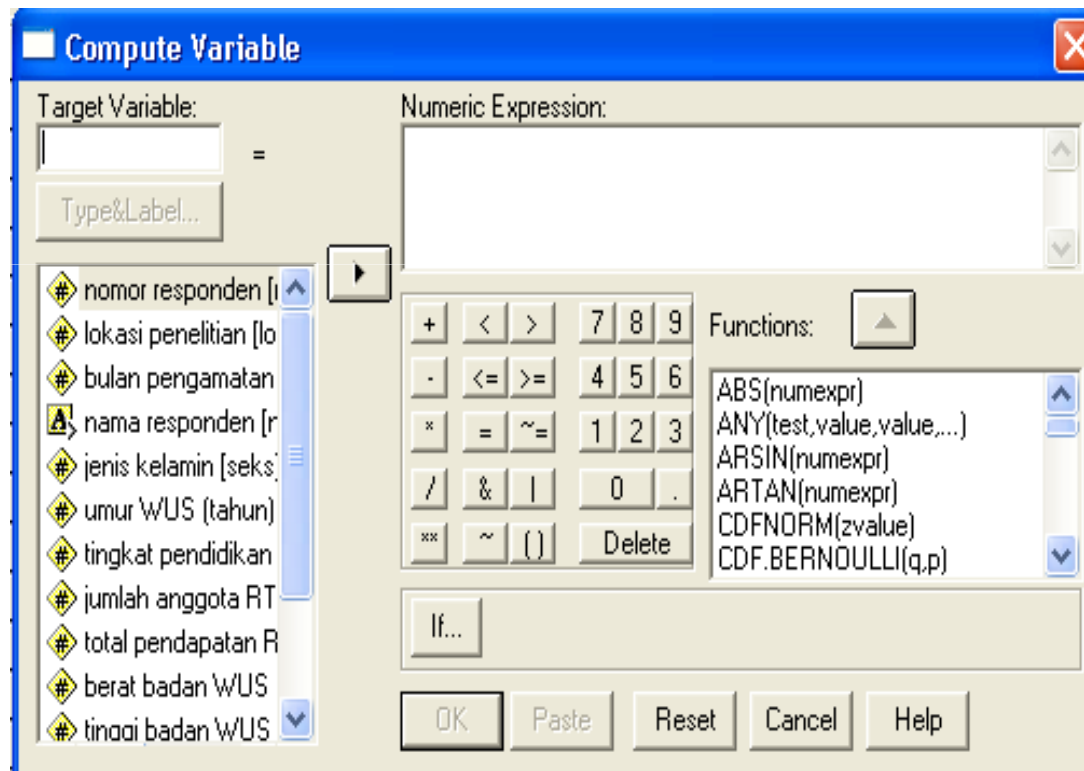 Compute Variable
Target Variable:
=
Type&Label...
Numeric Expression:
nomor responden [
lokasi penelitian [lo
bulan pengamatan
nama responden [r
jenis kelamin [seks]
umur WUS (tahun)
tingkat pendidikan
jumlah anggota RT
total pendapatan R
berat badan WUS
tinggi badan WUS
+ < > 7 8 9
- <= >= 4 5 6
* = ~= 1 2 3
/ & | 0 .
** ~ () Delete
Functions:
ABS(numexpr)
ANY(test,value,value,...)
ARSIN(numexpr)
ARTAN(numexpr)
CDFNORM(zvalue)
CDF.BERNOULLI(q,p)
If...
OK Paste Reset Cancel Help